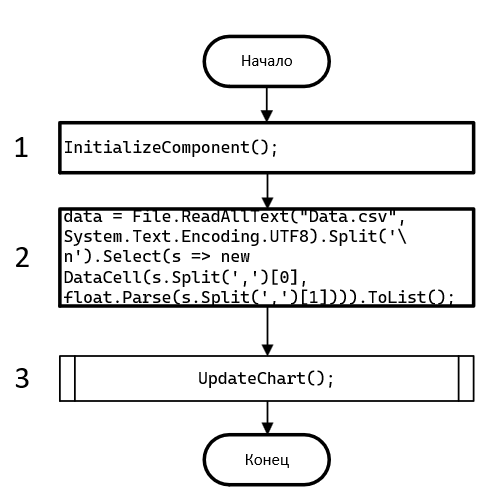 Начало
1
InitializeComponent();
2
data = File.ReadAllText("Data.csv",
System.Text.Encoding.UTF8).Split('\
n').Select(s => new
DataCell(s.Split(',')[0],
float.Parse(s.Split(',')[1]))).ToList();
3
UpdateChart();
Конец